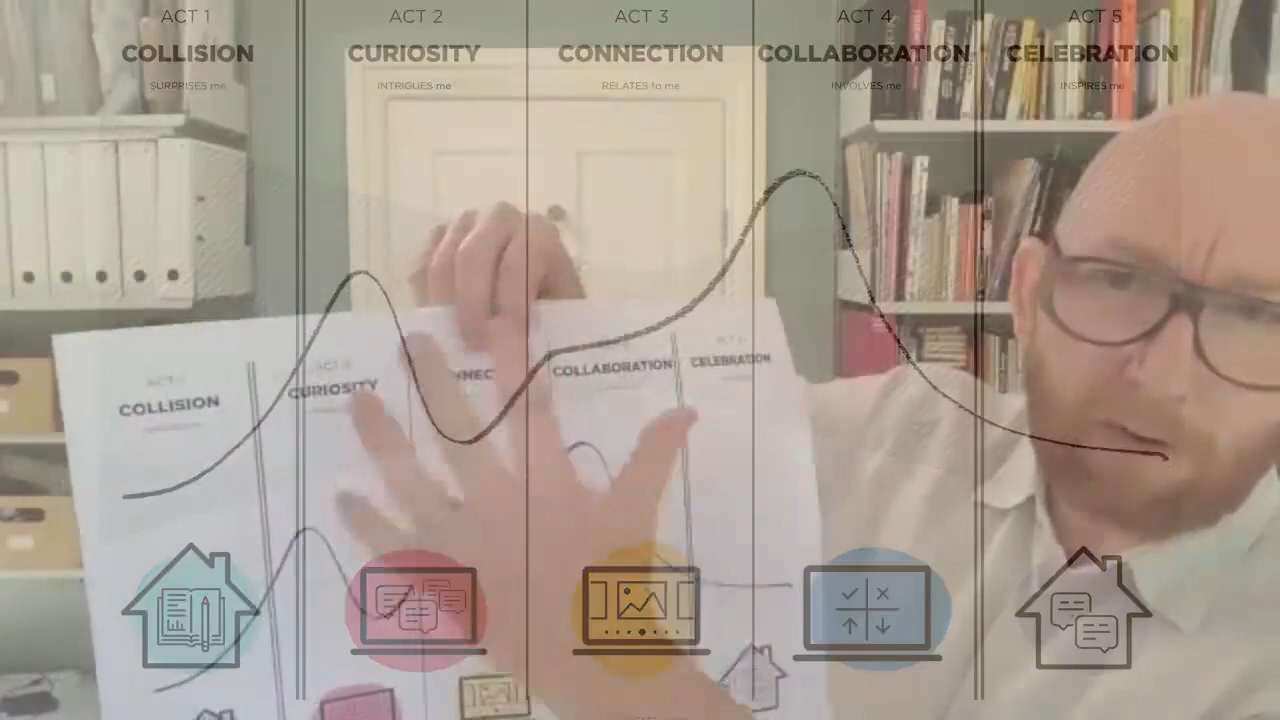 ACT 1
COLLISION
SURPRISES me
ACT 2
CURIOSITY
INTRIGUES me
ACT 3
CONNECTION
RELATES to me
ACT 4
COLLABORATION
INVOLVES me
ACT 5
CELEBRATION
INSPIRES me
COLLISION
CURIOSITY
NNEC
COLLABORATION
CELEBRATION